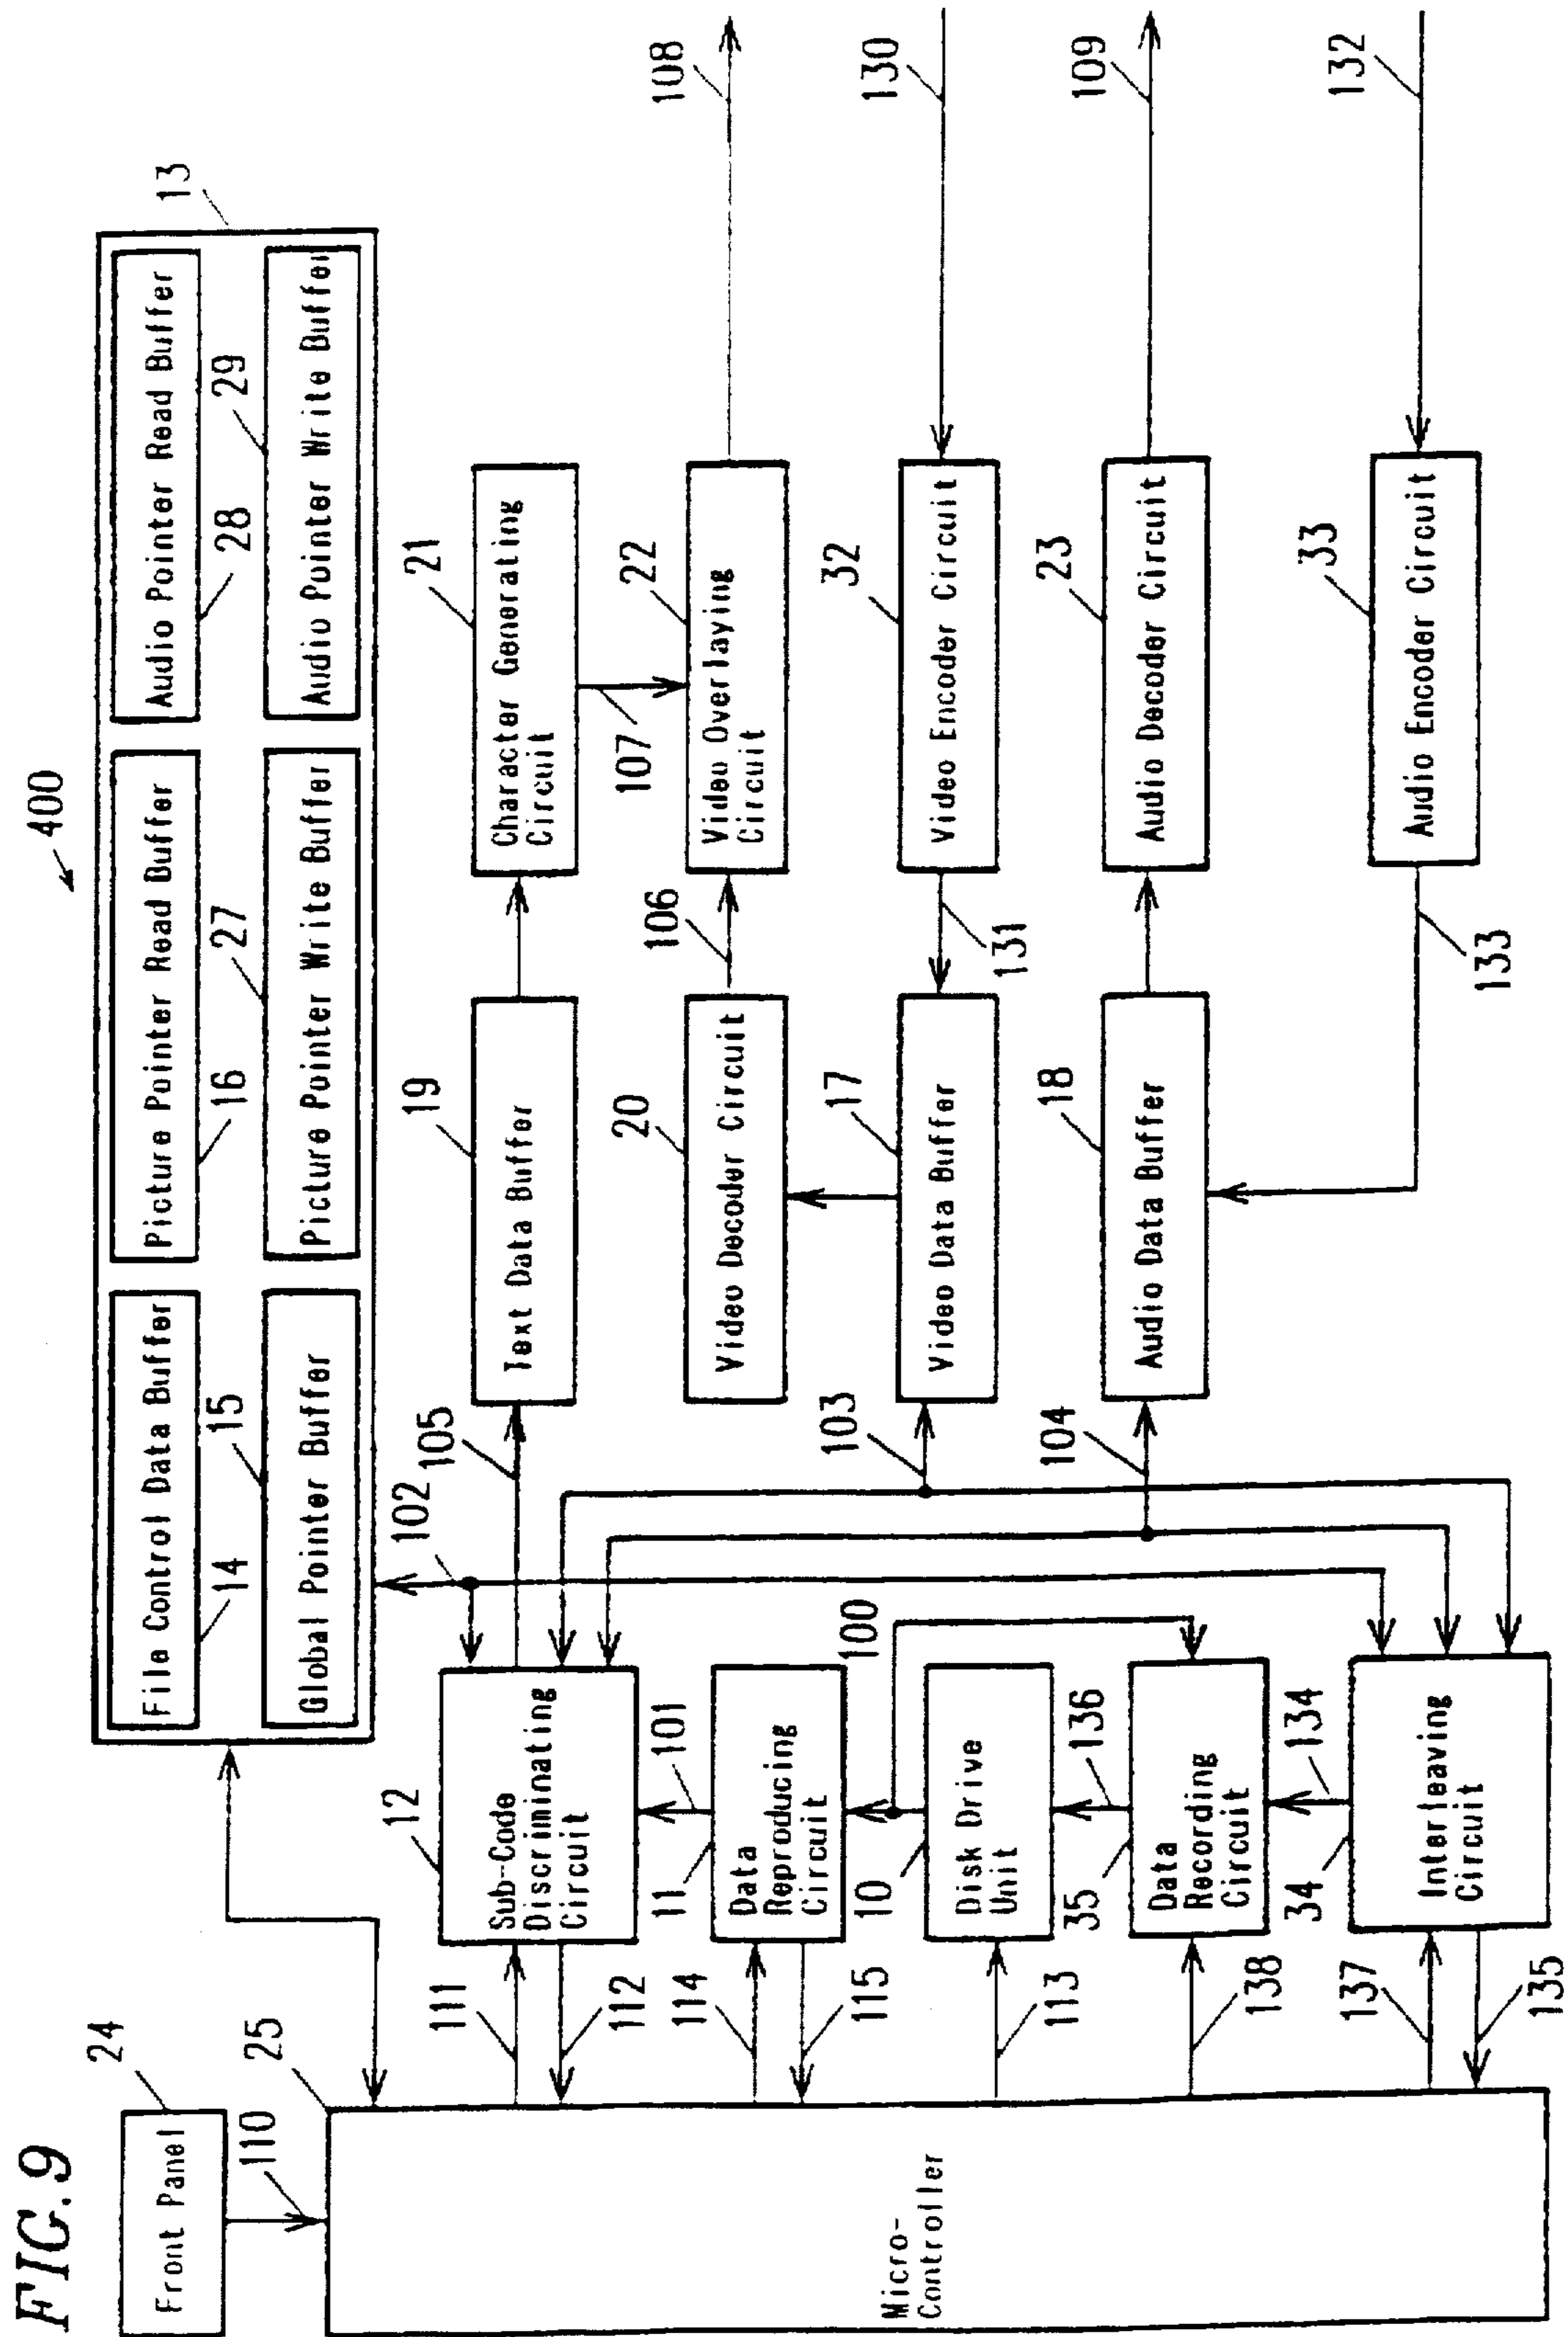 FIG.9
400
13
File Control Data Buffer
14
15
Global Pointer Buffer
Picture Pointer Read Buffer
16
27
Picture Pointer Write Buffer
Audio Pointer Read Buffer
28
29
Audio Pointer Write Buffer
24
Front Panel
110
25
Micro-
Controller
12
Sub-Code
Discriminating
Circuit
111
112
102
105
19
Text Data Buffer
21
Character Generating
Circuit
107
101
11
Data
Reproducing
Circuit
114
115
20
Video Decoder Circuit
106
22
Video Overlaying
Circuit
108
100
10
Disk Drive
Unit
113
103
17
Video Data Buffer
131
32
Video Encoder Circuit
130
136
35
Data
Recording
Circuit
138
104
18
Audio Data Buffer
23
Audio Decoder Circuit
109
134
34
Interleaving
Circuit
137
135
133
33
Audio Encoder Circuit
132